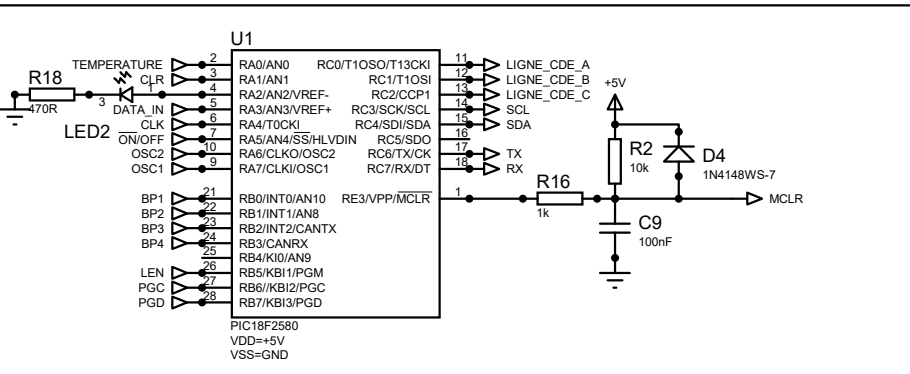 U1
TEMPERATURE 2 RA0/AN0 RC0/T1OSO/T13CKI 11 LIGNE_CDE_A
CLR 3 RA1/AN1 RC1/T1OSI 12 LIGNE_CDE_B
R18 470R 3 LED2 1 4 RA2/AN2/VREF- RC2/CCP1 13 LIGNE_CDE_C
DATA_IN 5 RA3/AN3/VREF+ RC3/SCK/SCL 14 SCL
CLK 6 RA4/T0CKI RC4/SDI/SDA 15 SDA
ON/OFF 7 RA5/AN4/SS/HLVDIN RC5/SDO 16
OSC2 10 RA6/CLKO/OSC2 RC6/TX/CK 17 TX
OSC1 9 RA7/CLKI/OSC1 RC7/RX/DT 18 RX
BP1 21 RB0/INT0/AN10 RE3/VPP/MCLR 1
BP2 22 RB1/INT1/AN8
BP3 23 RB2/INT2/CANTX
BP4 24 RB3/CANRX
25 RB4/KI0/AN9
LEN 26 RB5/KBI1/PGM
PGC 27 RB6//KBI2/PGC
PGD 28 RB7/KBI3/PGD
PIC18F2580
VDD=+5V
VSS=GND
+5V
R2
10k
D4
1N4148WS-7
R16
1k
MCLR
C9
100nF